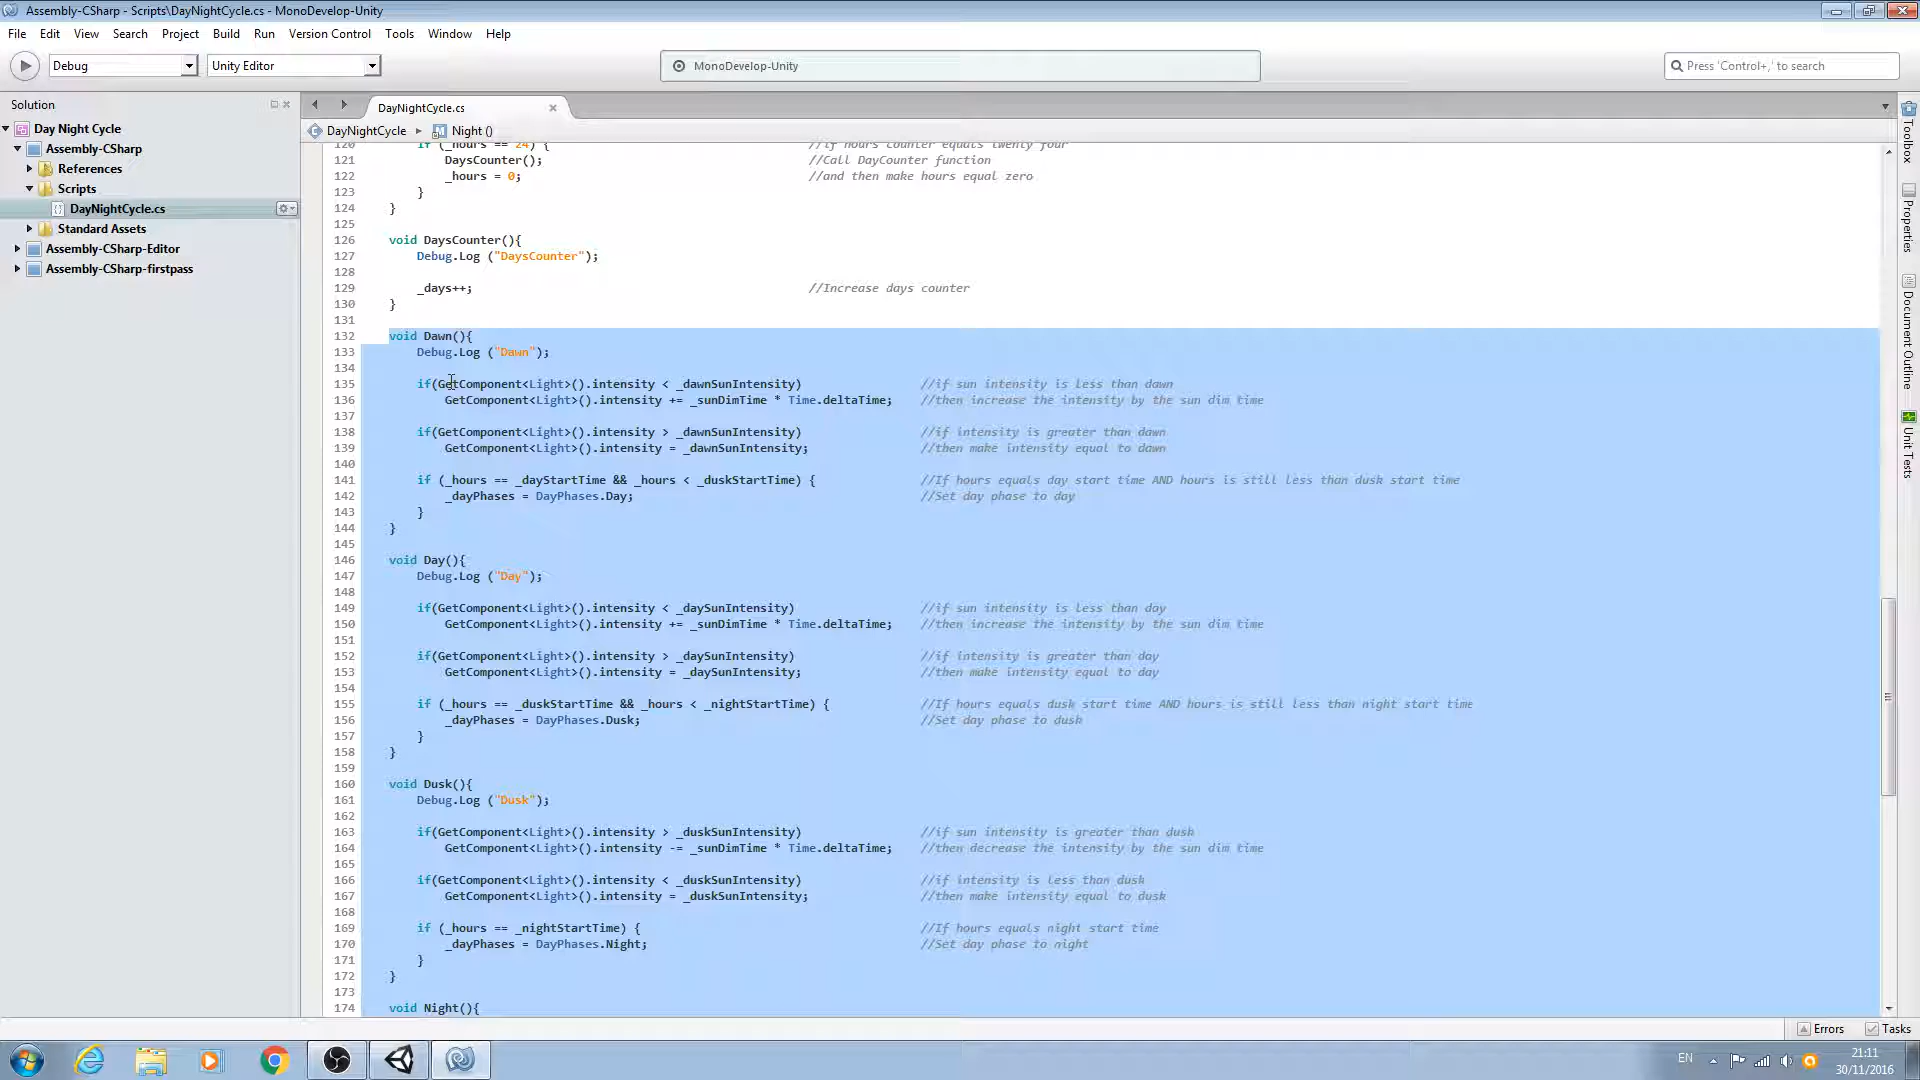 Assembly-CSharp - Scripts\DayNightCycle.cs - MonoDevelop-Unity
File Edit View Search Project Build Run Version Control Tools Window Help
Debug Unity Editor MonoDevelop-Unity Press 'Control+,' to search
Solution
Day Night Cycle
Assembly-CSharp
References
Scripts
DayNightCycle.cs
Standard Assets
Assembly-CSharp-Editor
Assembly-CSharp-firstpass
DayNightCycle.cs
DayNightCycle Night ()
120 if (_hours == 24) { //if hours counter equals twenty four
121 DaysCounter(); //Call DayCounter function
122 _hours = 0; //and then make hours equal zero
123 }
124 }
125
126 void DaysCounter(){
127 Debug.Log ("DaysCounter");
128
129 _days++; //Increase days counter
130 }
131
132 void Dawn(){
133 Debug.Log ("Dawn");
134
135 if(GetComponent<Light>().intensity < _dawnSunIntensity) //if sun intensity is less than dawn
136 GetComponent<Light>().intensity += _sunDimTime * Time.deltaTime; //then increase the intensity by the sun dim time
137
138 if(GetComponent<Light>().intensity > _dawnSunIntensity) //if intensity is greater than dawn
139 GetComponent<Light>().intensity = _dawnSunIntensity; //then make intensity equal to dawn
140
141 if (_hours == _dayStartTime && _hours < _duskStartTime) { //If hours equals day start time AND hours is still less than dusk start time
142 _dayPhases = DayPhases.Day; //Set day phase to day
143 }
144 }
145
146 void Day(){
147 Debug.Log ("Day");
148
149 if(GetComponent<Light>().intensity < _daySunIntensity) //if sun intensity is less than day
150 GetComponent<Light>().intensity += _sunDimTime * Time.deltaTime; //then increase the intensity by the sun dim time
151
152 if(GetComponent<Light>().intensity > _daySunIntensity) //if intensity is greater than day
153 GetComponent<Light>().intensity = _daySunIntensity; //then make intensity equal to day
154
155 if (_hours == _duskStartTime && _hours < _nightStartTime) { //If hours equals dusk start time AND hours is still less than night start time
156 _dayPhases = DayPhases.Dusk; //Set day phase to dusk
157 }
158 }
159
160 void Dusk(){
161 Debug.Log ("Dusk");
162
163 if(GetComponent<Light>().intensity > _duskSunIntensity) //if sun intensity is greater than dusk
164 GetComponent<Light>().intensity -= _sunDimTime * Time.deltaTime; //then decrease the intensity by the sun dim time
165
166 if(GetComponent<Light>().intensity < _duskSunIntensity) //if intensity is less than dusk
167 GetComponent<Light>().intensity = _duskSunIntensity; //then make intensity equal to dusk
168
169 if (_hours == _nightStartTime) { //If hours equals night start time
170 _dayPhases = DayPhases.Night; //Set day phase to night
171 }
172 }
173
174 void Night(){
Toolbox
Properties
Document Outline
Unit Tests
Errors Tasks
EN
21:11
30/11/2016